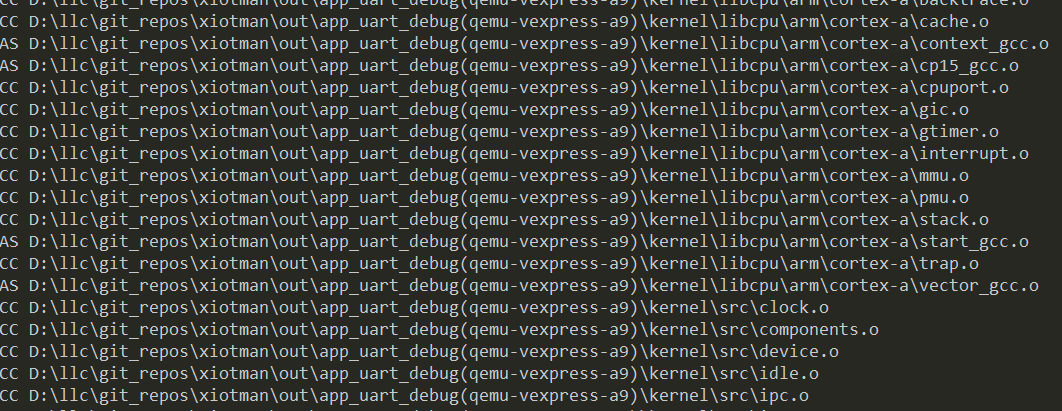 CC D:\llc\git_repos\xiotman\out\app_uart_debug(qemu-vexpress-a9)\kernel\libcpu\arm\cortex-a\backtrace.o
CC D:\llc\git_repos\xiotman\out\app_uart_debug(qemu-vexpress-a9)\kernel\libcpu\arm\cortex-a\cache.o
AS D:\llc\git_repos\xiotman\out\app_uart_debug(qemu-vexpress-a9)\kernel\libcpu\arm\cortex-a\context_gcc.o
AS D:\llc\git_repos\xiotman\out\app_uart_debug(qemu-vexpress-a9)\kernel\libcpu\arm\cortex-a\cp15_gcc.o
CC D:\llc\git_repos\xiotman\out\app_uart_debug(qemu-vexpress-a9)\kernel\libcpu\arm\cortex-a\cpuport.o
CC D:\llc\git_repos\xiotman\out\app_uart_debug(qemu-vexpress-a9)\kernel\libcpu\arm\cortex-a\gic.o
CC D:\llc\git_repos\xiotman\out\app_uart_debug(qemu-vexpress-a9)\kernel\libcpu\arm\cortex-a\gtimer.o
CC D:\llc\git_repos\xiotman\out\app_uart_debug(qemu-vexpress-a9)\kernel\libcpu\arm\cortex-a\interrupt.o
CC D:\llc\git_repos\xiotman\out\app_uart_debug(qemu-vexpress-a9)\kernel\libcpu\arm\cortex-a\mmu.o
CC D:\llc\git_repos\xiotman\out\app_uart_debug(qemu-vexpress-a9)\kernel\libcpu\arm\cortex-a\pmu.o
CC D:\llc\git_repos\xiotman\out\app_uart_debug(qemu-vexpress-a9)\kernel\libcpu\arm\cortex-a\stack.o
AS D:\llc\git_repos\xiotman\out\app_uart_debug(qemu-vexpress-a9)\kernel\libcpu\arm\cortex-a\start_gcc.o
CC D:\llc\git_repos\xiotman\out\app_uart_debug(qemu-vexpress-a9)\kernel\libcpu\arm\cortex-a\trap.o
AS D:\llc\git_repos\xiotman\out\app_uart_debug(qemu-vexpress-a9)\kernel\libcpu\arm\cortex-a\vector_gcc.o
CC D:\llc\git_repos\xiotman\out\app_uart_debug(qemu-vexpress-a9)\kernel\src\clock.o
CC D:\llc\git_repos\xiotman\out\app_uart_debug(qemu-vexpress-a9)\kernel\src\components.o
CC D:\llc\git_repos\xiotman\out\app_uart_debug(qemu-vexpress-a9)\kernel\src\device.o
CC D:\llc\git_repos\xiotman\out\app_uart_debug(qemu-vexpress-a9)\kernel\src\idle.o
CC D:\llc\git_repos\xiotman\out\app_uart_debug(qemu-vexpress-a9)\kernel\src\ipc.o